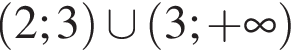 (2; 3) ∪ (3; +∞)